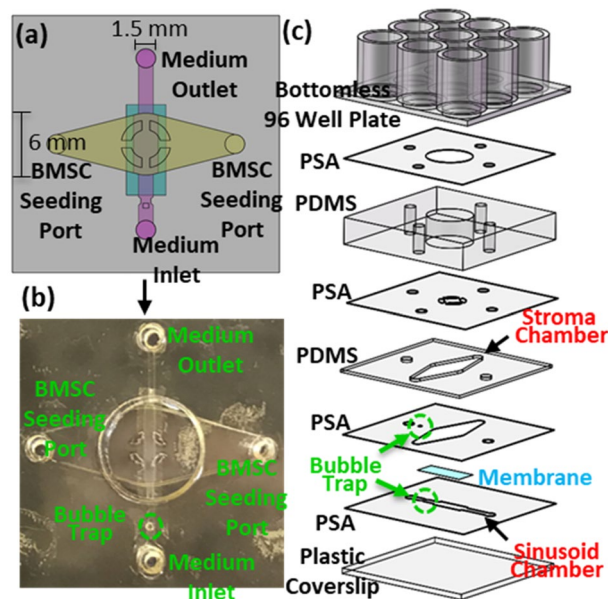 (a)
1.5 mm
Medium
Outlet
6 mm
BMSC
Seeding
Port
BMSC
Seeding
Port
Medium
Inlet
(b)
Medium
Outlet
BMSC
Seeding
Port
BMSC
Seeding
Port
Bubble
Trap
Medium
Inlet
(c)
Bottomless
96 Well Plate
PSA
PDMS
PSA
Stroma
Chamber
PDMS
PSA
Bubble
Trap
Membrane
PSA
Sinusoid
Chamber
Plastic
Coverslip